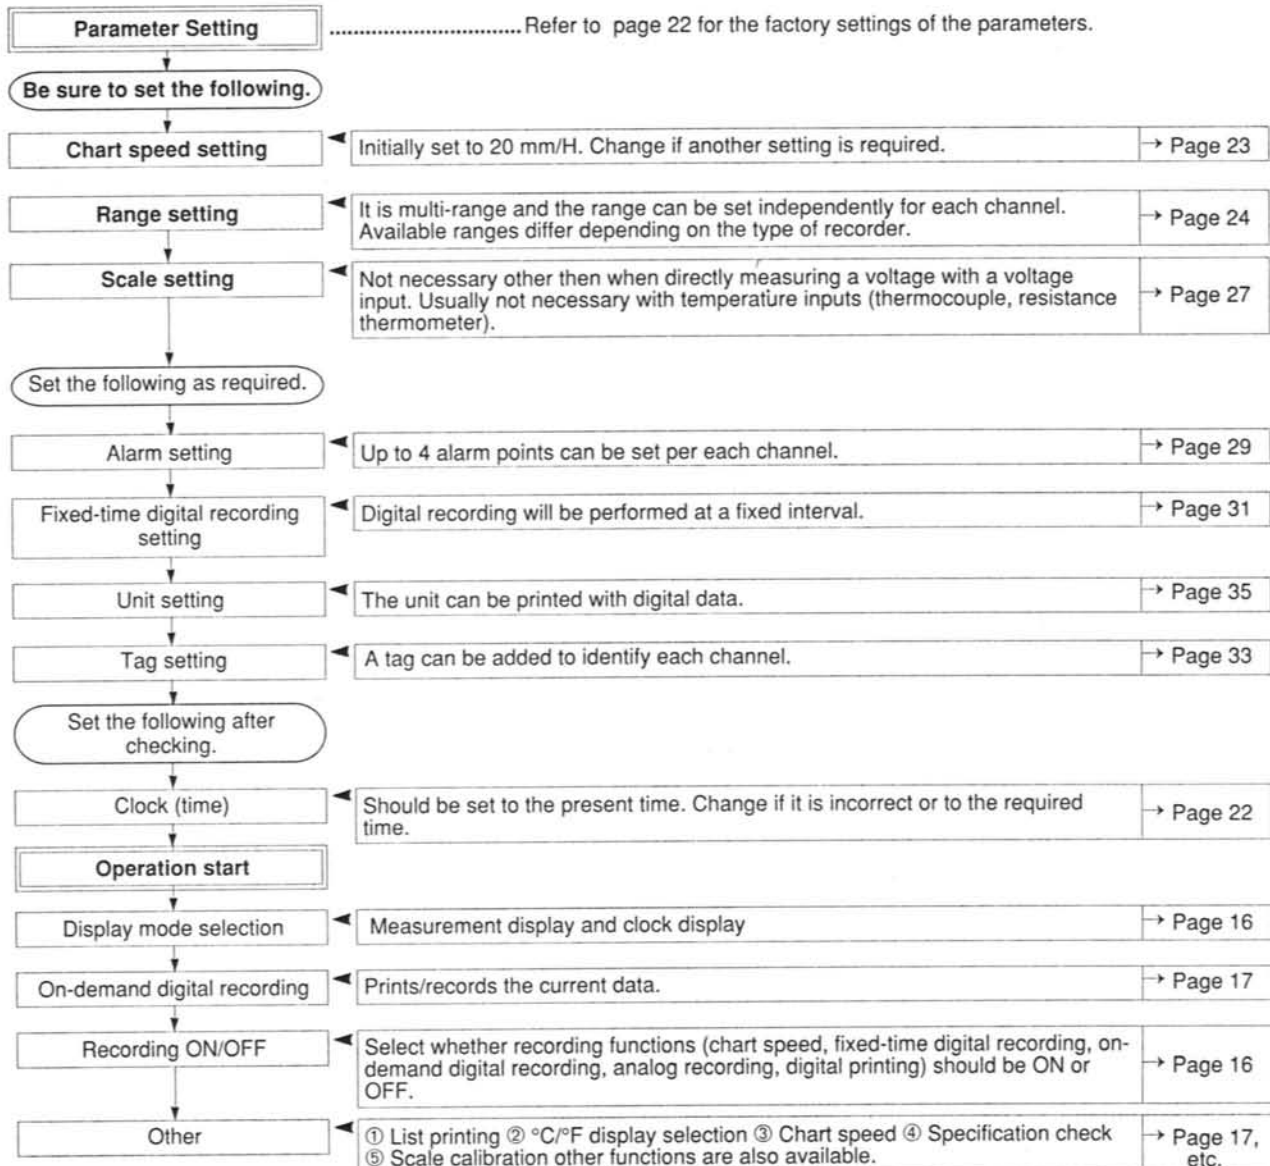 Parameter Setting ................................ Refer to page 22 for the factory settings of the parameters.
Be sure to set the following.
Chart speed setting
Initially set to 20 mm/H. Change if another setting is required.
→ Page 23
Range setting
It is multi-range and the range can be set independently for each channel.
Available ranges differ depending on the type of recorder.
→ Page 24
Scale setting
Not necessary other then when directly measuring a voltage with a voltage
input. Usually not necessary with temperature inputs (thermocouple, resistance
thermometer).
→ Page 27
Set the following as required.
Alarm setting
Up to 4 alarm points can be set per each channel.
→ Page 29
Fixed-time digital recording
setting
Digital recording will be performed at a fixed interval.
→ Page 31
Unit setting
The unit can be printed with digital data.
→ Page 35
Tag setting
A tag can be added to identify each channel.
→ Page 33
Set the following after
checking.
Clock (time)
Should be set to the present time. Change if it is incorrect or to the required
time.
→ Page 22
Operation start
Display mode selection
Measurement display and clock display
→ Page 16
On-demand digital recording
Prints/records the current data.
→ Page 17
Recording ON/OFF
Select whether recording functions (chart speed, fixed-time digital recording, on-
demand digital recording, analog recording, digital printing) should be ON or
OFF.
→ Page 16
Other
① List printing ② °C/°F display selection ③ Chart speed ④ Specification check
⑤ Scale calibration other functions are also available.
→ Page 17,
etc.